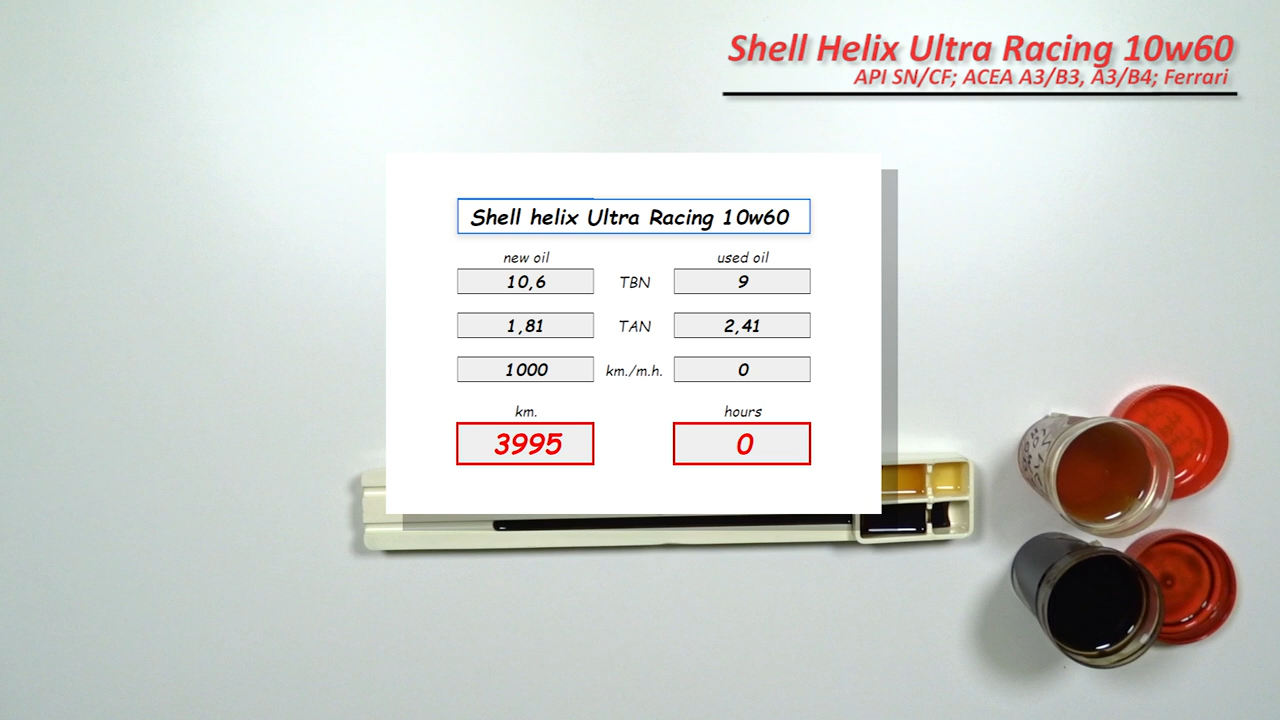 Shell Helix Ultra Racing 10w60
API SN/CF; ACEA A3/B3, A3/B4; Ferrari
Shell helix Ultra Racing 10w60
new oil used oil
10,6 TBN 9
1,81 TAN 2,41
1000 km./m.h. 0
km. hours
3995 0